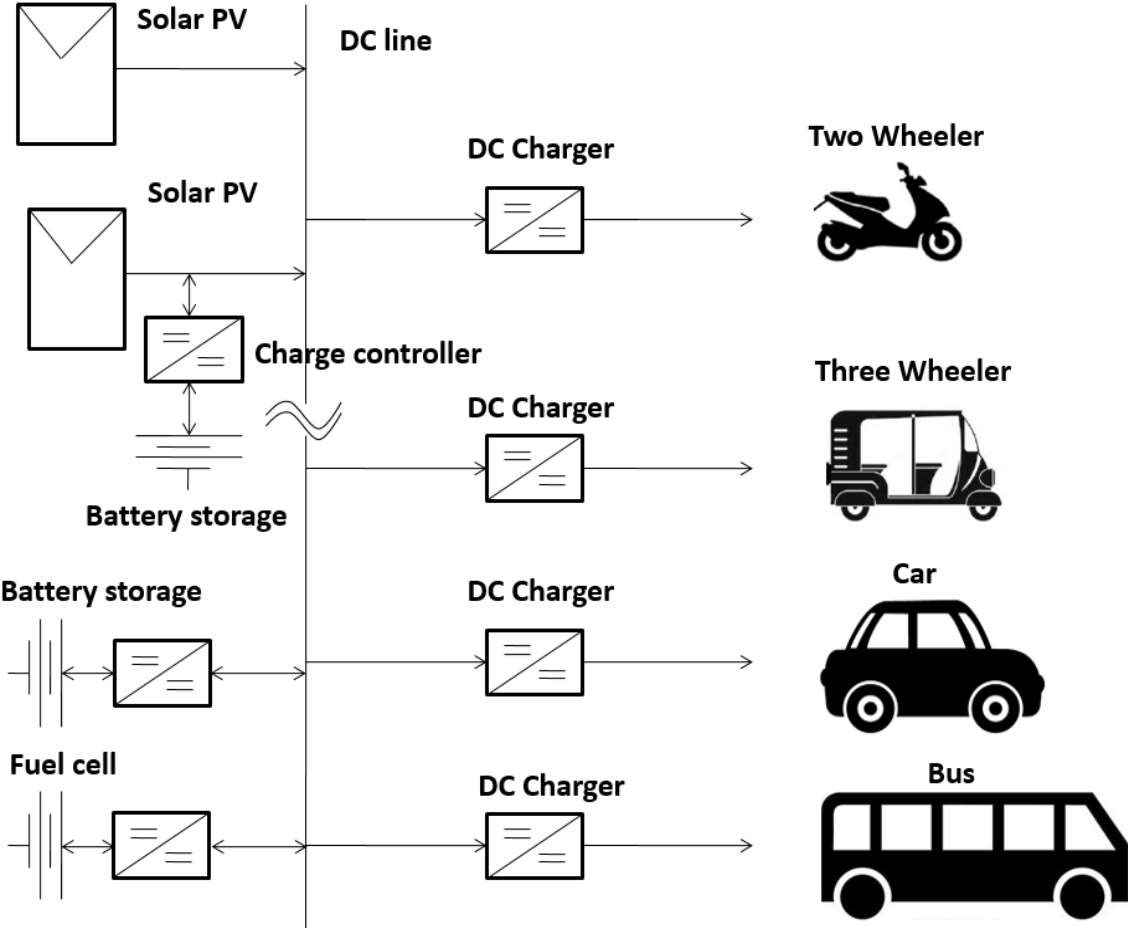 Solar PV
DC line
DC Charger
Two Wheeler
Solar PV
Charge controller
Three Wheeler
DC Charger
Battery storage
Battery storage
DC Charger
Car
Fuel cell
DC Charger
Bus